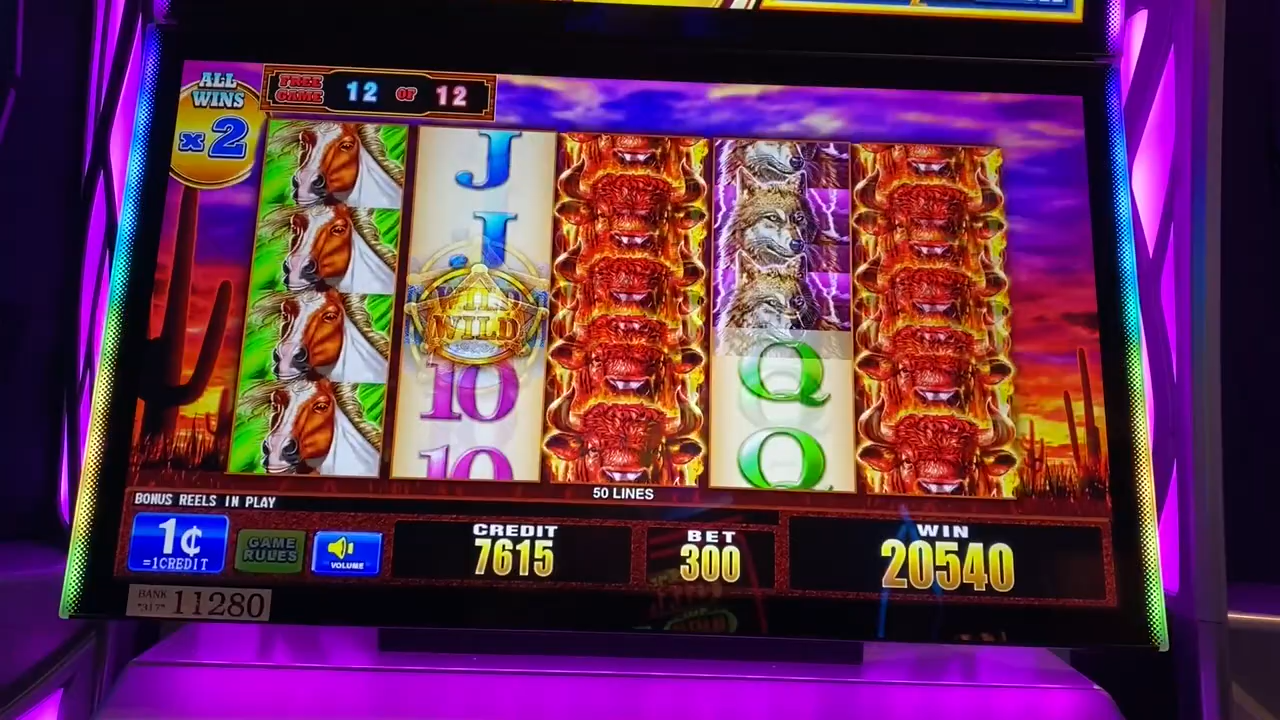 ALL WINS x2
FREE GAME 12 OF 12
J
J
WILD
10
10
Q
Q
50 LINES
BONUS REELS IN PLAY
1¢ =1CREDIT
GAME RULES
VOLUME
CREDIT 7615
BET 300
WIN 20540
BANK "317" 11280